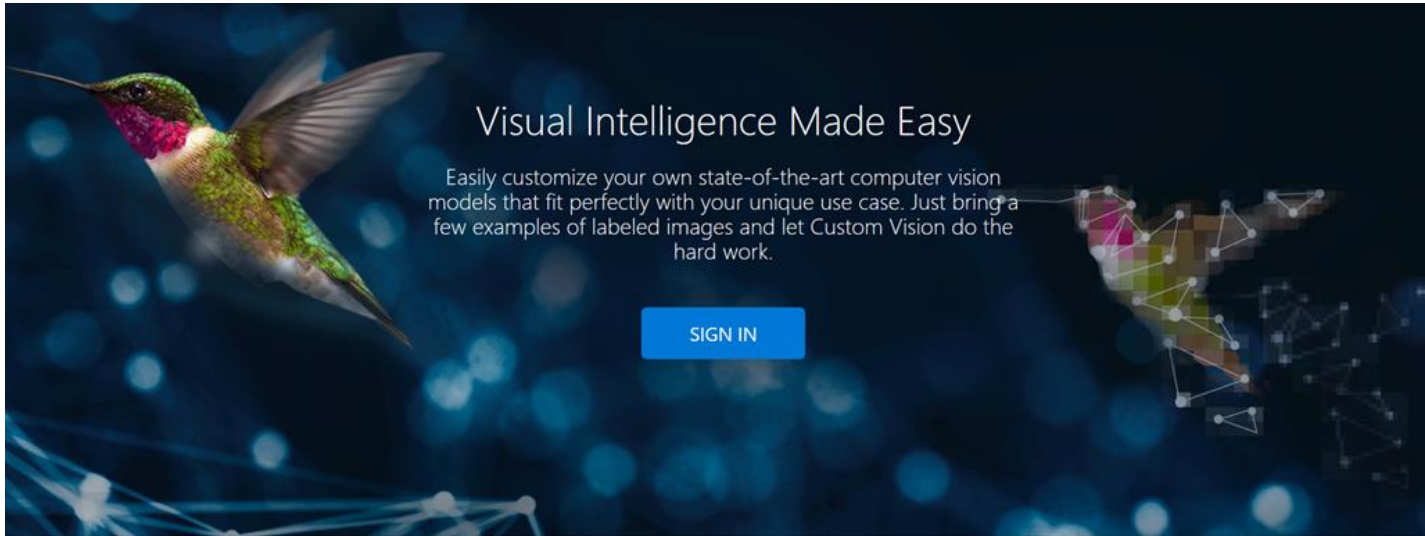 Visual Intelligence Made Easy
Easily customize your own state-of-the-art computer vision
models that fit perfectly with your unique use case. Just bring a
few examples of labeled images and let Custom Vision do the
hard work.
SIGN IN